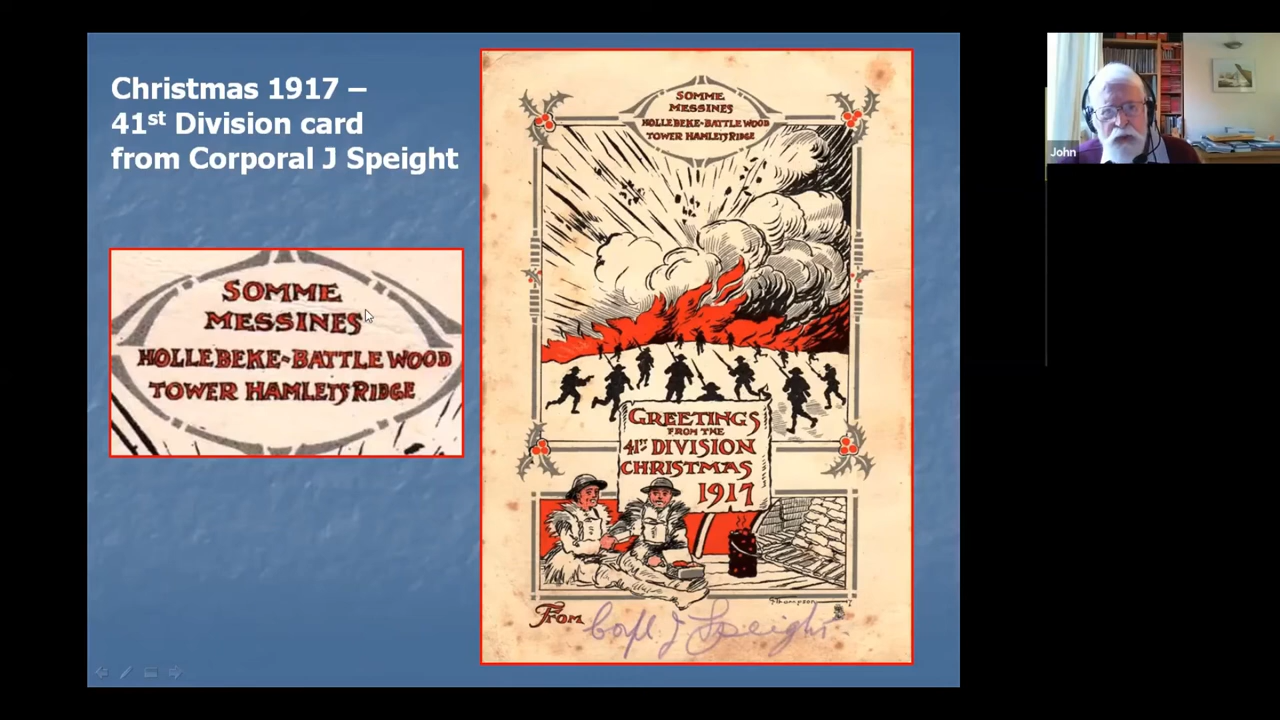 Christmas 1917 –
41st Division card
from Corporal J Speight
SOMME
MESSINES
HOLLEBEKE-BATTLE WOOD
TOWER HAMLETS RIDGE
SOMME
MESSINES
HOLLEBEKE-BATTLE WOOD
TOWER HAMLETS RIDGE
GREETINGS
FROM THE
41ST DIVISION
CHRISTMAS
1917
GThompson
From Corpl J Speight
John